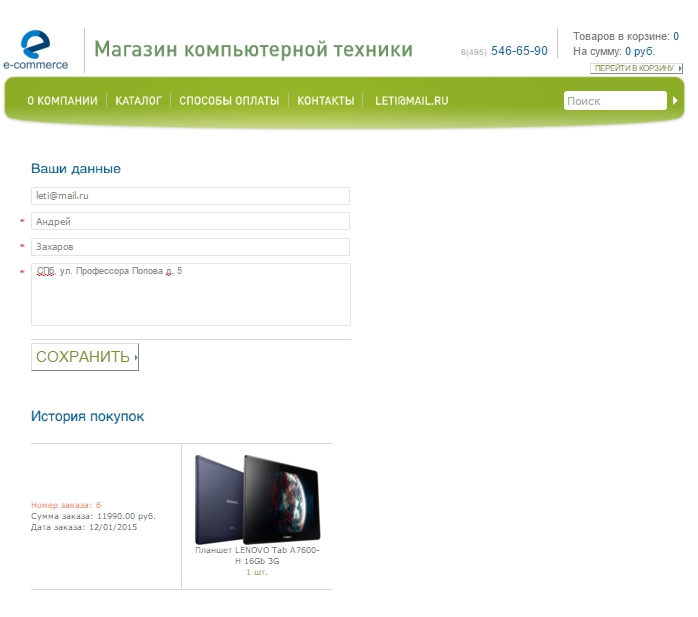 e-commerce
Магазин компьютерной техники
8(495) 546-65-90
Товаров в корзине: 0
На сумму: 0 руб.
ПЕРЕЙТИ В КОРЗИНУ
О КОМПАНИИ КАТАЛОГ СПОСОБЫ ОПЛАТЫ КОНТАКТЫ LETI@MAIL.RU Поиск
Ваши данные
leti@mail.ru
* Андрей
* Захаров
* СПб, ул. Профессора Попова д. 5
СОХРАНИТЬ
История покупок
Номер заказа: 6
Сумма заказа: 11990.00 руб.
Дата заказа: 12/01/2015
Планшет LENOVO Tab A7600-
H 16Gb 3G
1 шт.